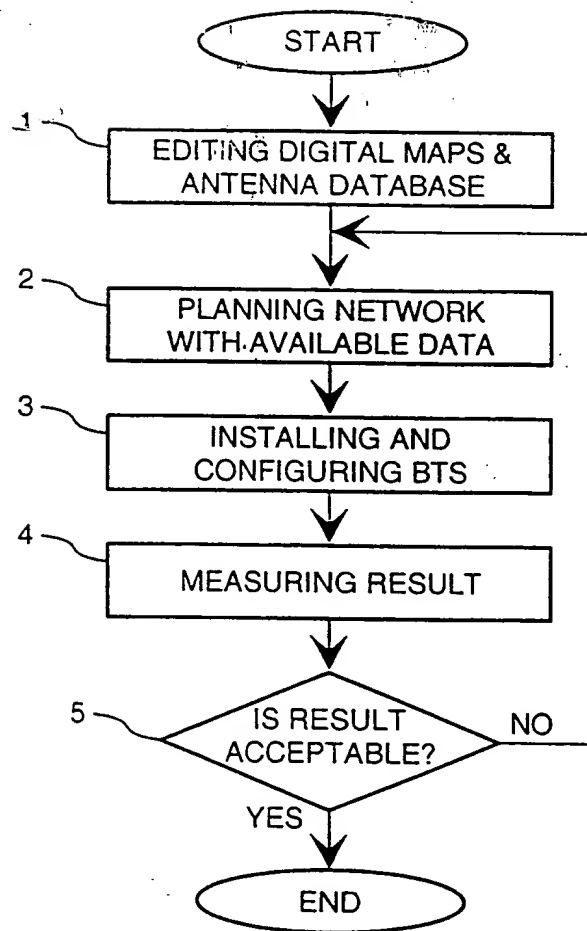 START
1
EDITING DIGITAL MAPS &
ANTENNA DATABASE
2
PLANNING NETWORK
WITH AVAILABLE DATA
3
INSTALLING AND
CONFIGURING BTS
4
MEASURING RESULT
5
IS RESULT
ACCEPTABLE?
NO
YES
END